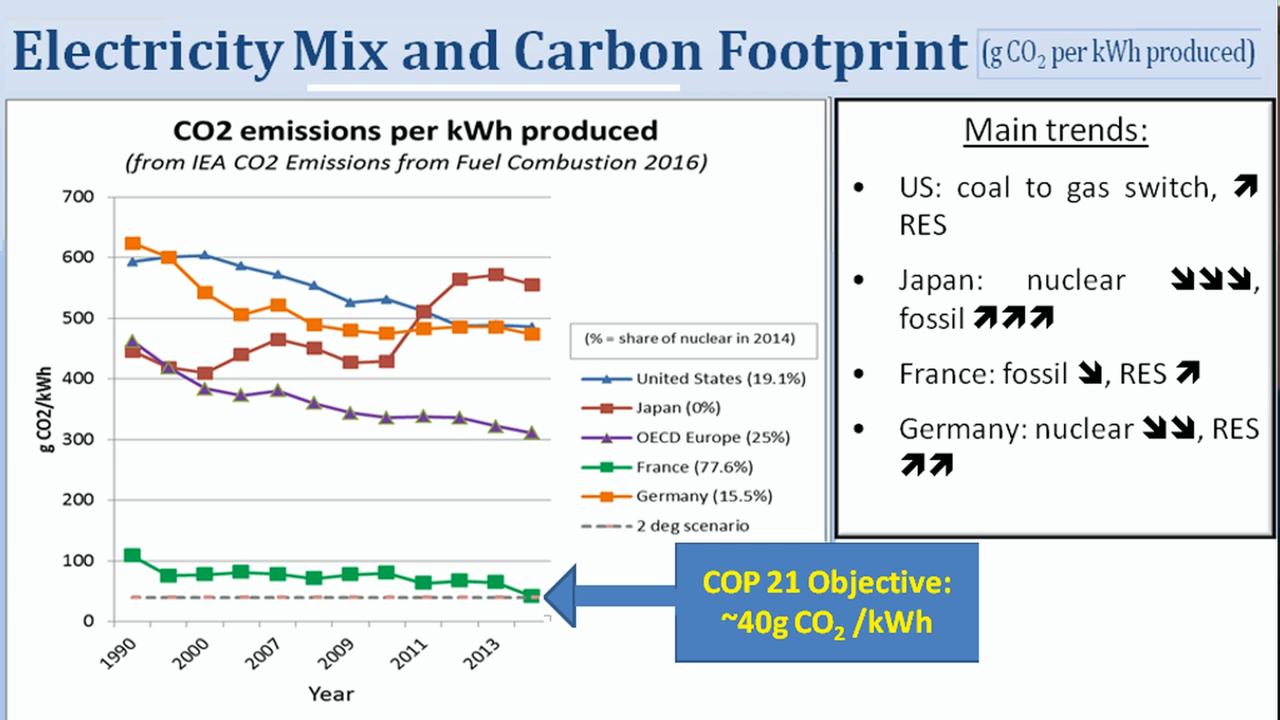 Electricity Mix and Carbon Footprint (g CO₂ per kWh produced)
CO2 emissions per kWh produced
(from IEA CO2 Emissions from Fuel Combustion 2016)
700
600
500
400
300
200
100
0
g CO2/kWh
1990
2000
2007
2009
2011
2013
Year
(% = share of nuclear in 2014)
United States (19.1%)
Japan (0%)
OECD Europe (25%)
France (77.6%)
Germany (15.5%)
2 deg scenario
COP 21 Objective:
~40g CO₂ /kWh
Main trends:
• US: coal to gas switch, ↗
RES
• Japan: nuclear ↘↘↘,
fossil ↗↗↗
• France: fossil ↘, RES ↗
• Germany: nuclear ↘↘, RES
↗↗